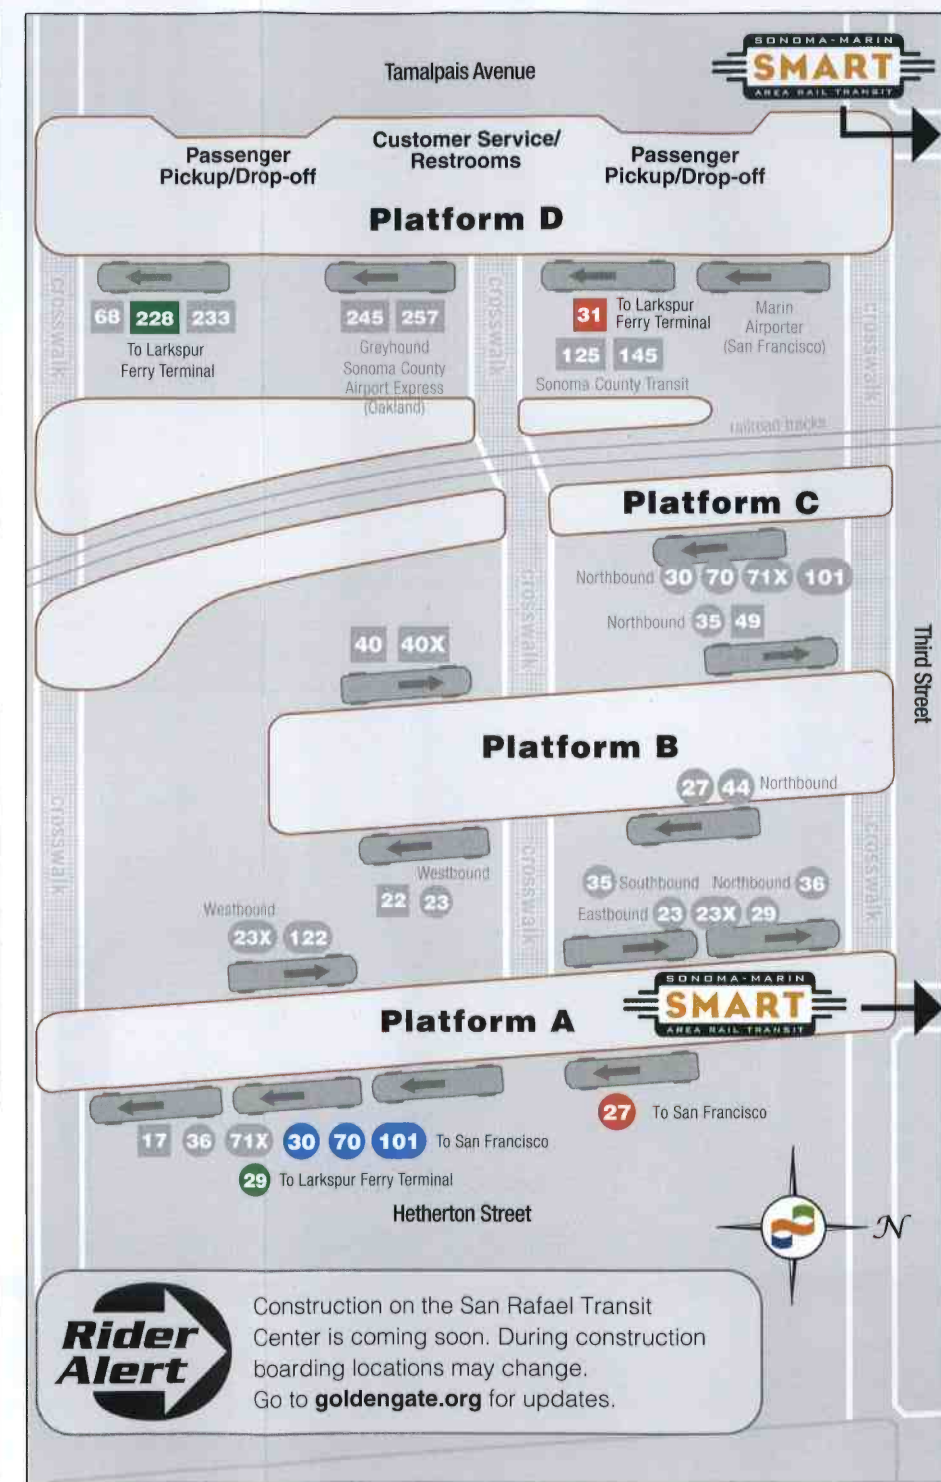 SONOMA-MARIN
SMART
AREA RAIL TRANSIT
Tamalpais Avenue
Passenger
Pickup/Drop-off
Customer Service/
Restrooms
Passenger
Pickup/Drop-off
Platform D
crosswalk
crosswalk
crosswalk
68 228 233
To Larkspur
Ferry Terminal
245 257
Greyhound
Sonoma County
Airport Express
(Oakland)
31 To Larkspur
Ferry Terminal
125 145
Sonoma County Transit
Marin
Airporter
(San Francisco)
railroad tracks
Platform C
Northbound 30 70 71X 101
Northbound 35 49
crosswalk
Third Street
40 40X
Platform B
27 44 Northbound
crosswalk
crosswalk
crosswalk
Westbound
22 23
Westbound
23X 122
35 Southbound Northbound 36
Eastbound 23 23X 29
Platform A
SONOMA-MARIN
SMART
AREA RAIL TRANSIT
27 To San Francisco
17 36 71X 30 70 101 To San Francisco
29 To Larkspur Ferry Terminal
Hetherton Street
N
Rider
Alert
Construction on the San Rafael Transit
Center is coming soon. During construction
boarding locations may change.
Go to goldengate.org for updates.